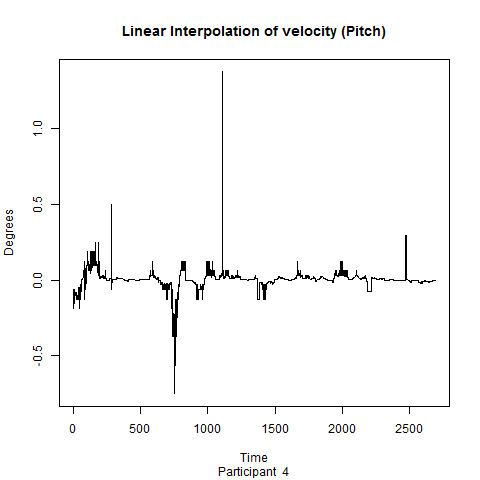 Linear Interpolation of velocity (Pitch)
Degrees
1.0
0.5
0.0
-0.5
0 500 1000 1500 2000 2500
Time
Participant 4